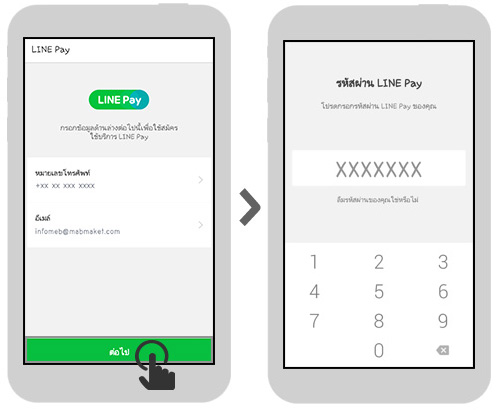 LINE Pay
LINE Pay
กรอกข้อมูลด้านล่างต่อไปนี้เพื่อใช้สมัคร
ใช้บริการ LINE Pay
หมายเลขโทรศัพท์
+xx xx xxx xxxx
อีเมล์
infomeb@mabmaket.com
ต่อไป
รหัสผ่าน LINE Pay
โปรดกรอกรหัสผ่าน LINE Pay ของคุณ
XXXXXXX
ลืมรหัสผ่านของคุณใช่หรือไม่
1 2 3
4 5 6
7 8 9
0